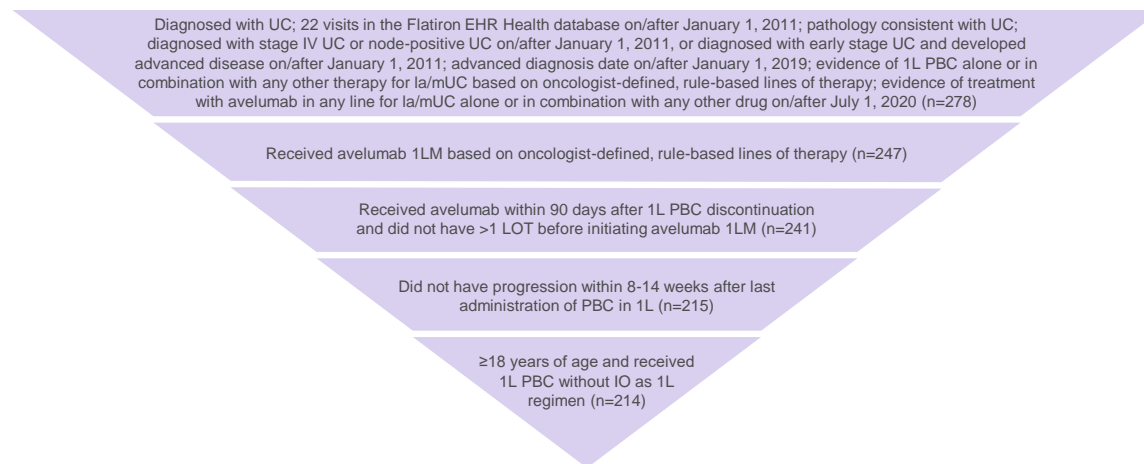 Diagnosed with UC; 22 visits in the Flatiron EHR Health database on/after January 1, 2011; pathology consistent with UC;
diagnosed with stage IV UC or node-positive UC on/after January 1, 2011, or diagnosed with early stage UC and developed
advanced disease on/after January 1, 2011; advanced diagnosis date on/after January 1, 2019; evidence of 1L PBC alone or in
combination with any other therapy for la/mUC based on oncologist-defined, rule-based lines of therapy; evidence of treatment
with avelumab in any line for la/mUC alone or in combination with any other drug on/after July 1, 2020 (n=278)
Received avelumab 1LM based on oncologist-defined, rule-based lines of therapy (n=247)
Received avelumab within 90 days after 1L PBC discontinuation
and did not have >1 LOT before initiating avelumab 1LM (n=241)
Did not have progression within 8-14 weeks after last
administration of PBC in 1L (n=215)
≥18 years of age and received
1L PBC without IO as 1L
regimen (n=214)